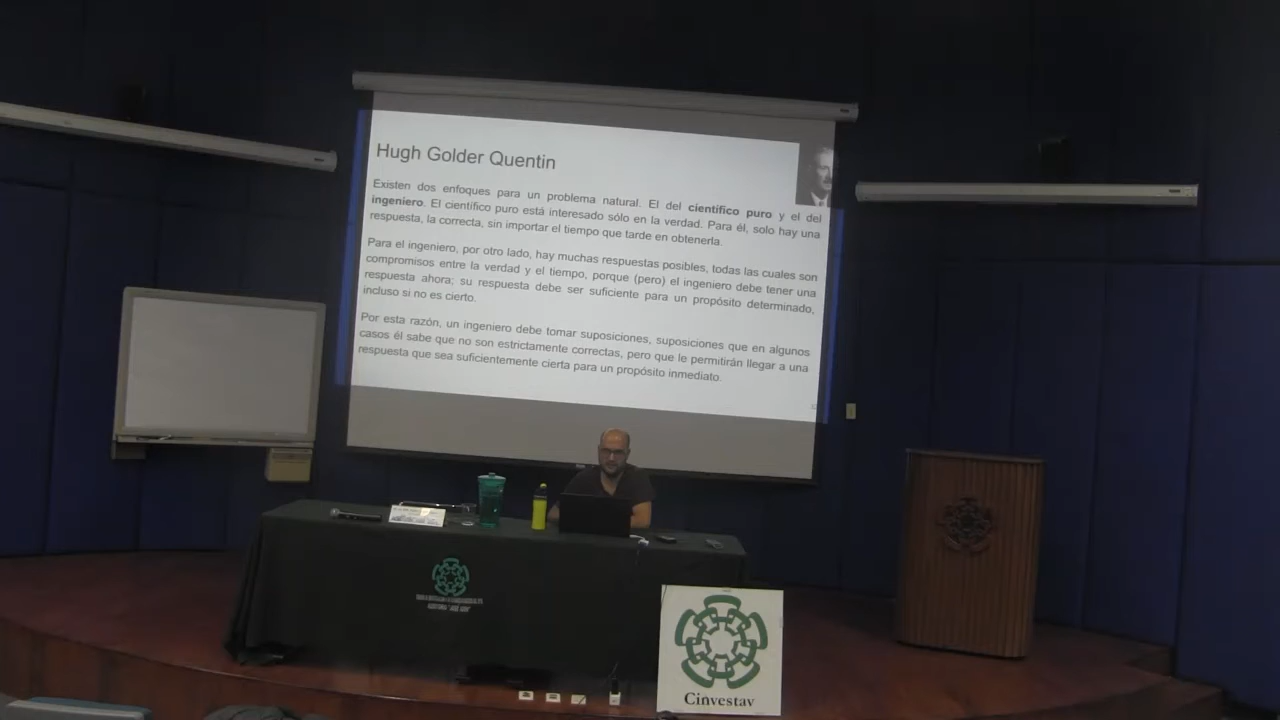 Hugh Golder Quentin
Existen dos enfoques para un problema natural. El del científico puro y el del
ingeniero. El científico puro está interesado sólo en la verdad. Para él, solo hay una
respuesta, la correcta, sin importar el tiempo que tarde en obtenerla.
Para el ingeniero, por otro lado, hay muchas respuestas posibles, todas las cuales son
compromisos entre la verdad y el tiempo, porque (pero) el ingeniero debe tener una
respuesta ahora; su respuesta debe ser suficiente para un propósito determinado,
incluso si no es cierto.
Por esta razón, un ingeniero debe tomar suposiciones, suposiciones que en algunos
casos él sabe que no son estrictamente correctas, pero que le permitirán llegar a una
respuesta que sea suficientemente cierta para un propósito inmediato.
Cinvestav